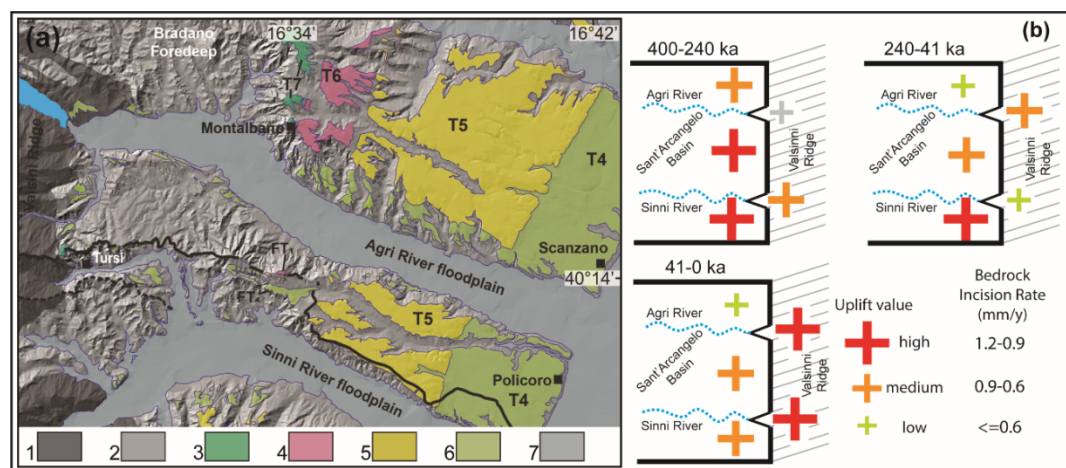 (a)
Bradano
Foredeep
16°34'
16°42'
T7
T6
Montalbano
T5
T4
Valsinni Ridge
Tursi
FT
FT
Agri River floodplain
Scanzano
40°14'
T5
Sinni River floodplain
Policoro
T4
1
2
3
4
5
6
7
(b)
400-240 ka
Agri River
Sant'Arcangelo
Basin
Sinni River
Valsinni
Ridge
240-41 ka
Agri River
Sant'Arcangelo
Basin
Sinni River
Valsinni
Ridge
41-0 ka
Agri River
Sant'Arcangelo
Basin
Sinni River
Valsinni
Ridge
Uplift value
Bedrock
Incision Rate
(mm/y)
high
1.2-0.9
medium
0.9-0.6
low
<=0.6